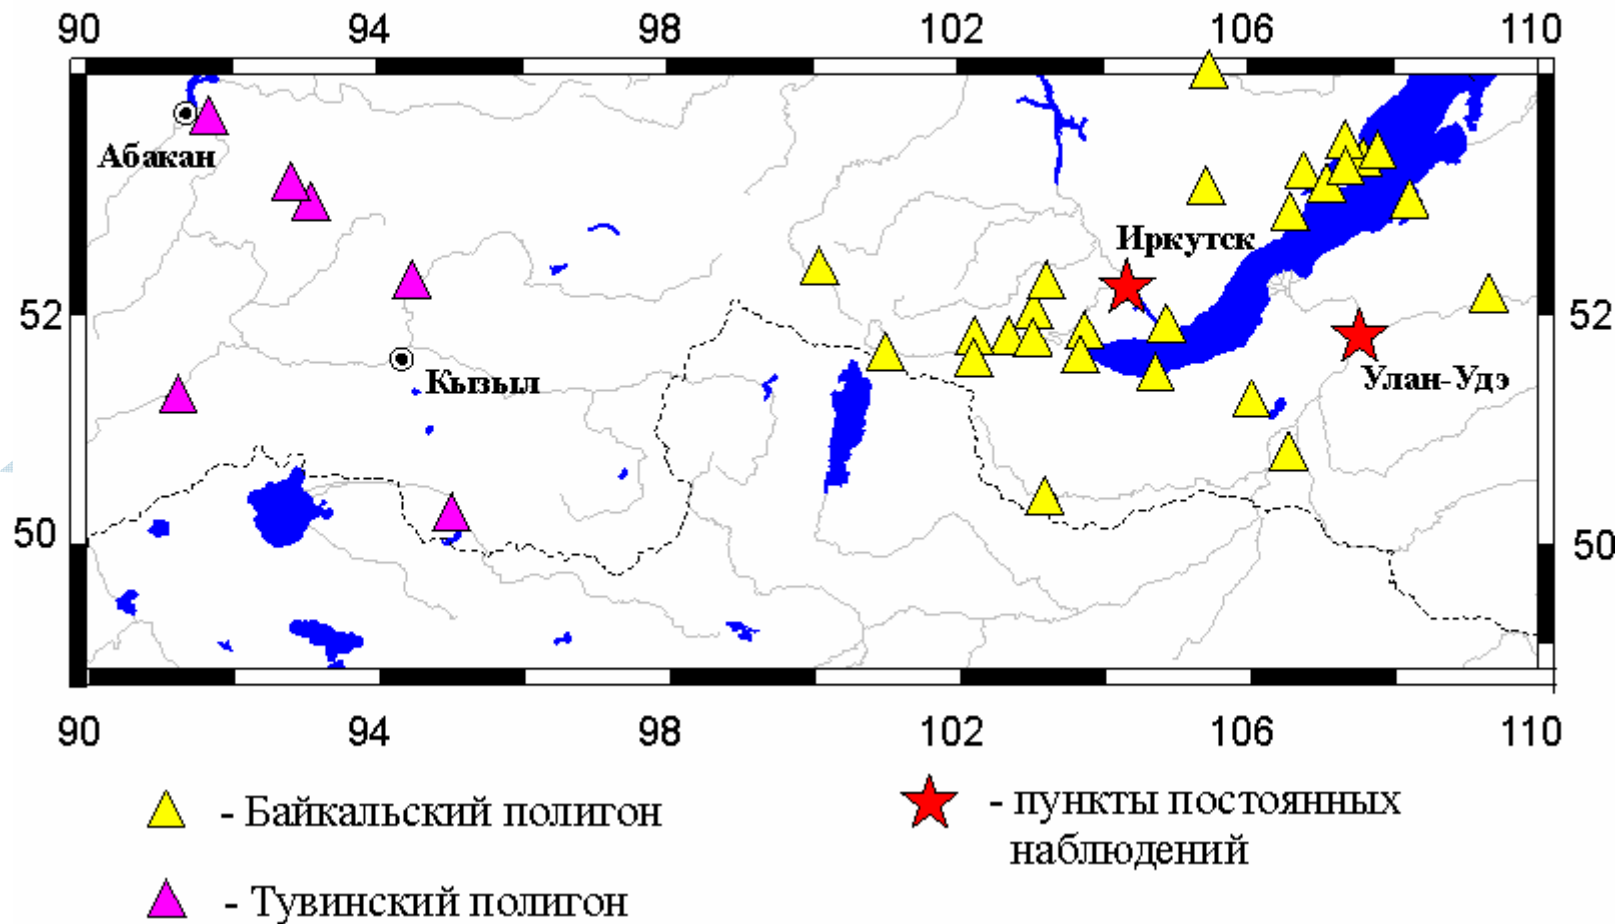 90 94 98 102 106 110
Абакан
Иркутск
52 52
Кызыл
Улан-Удэ
50 50
90 94 98 102 106 110
- Байкальский полигон
- пункты постоянных
наблюдений
- Тувинский полигон